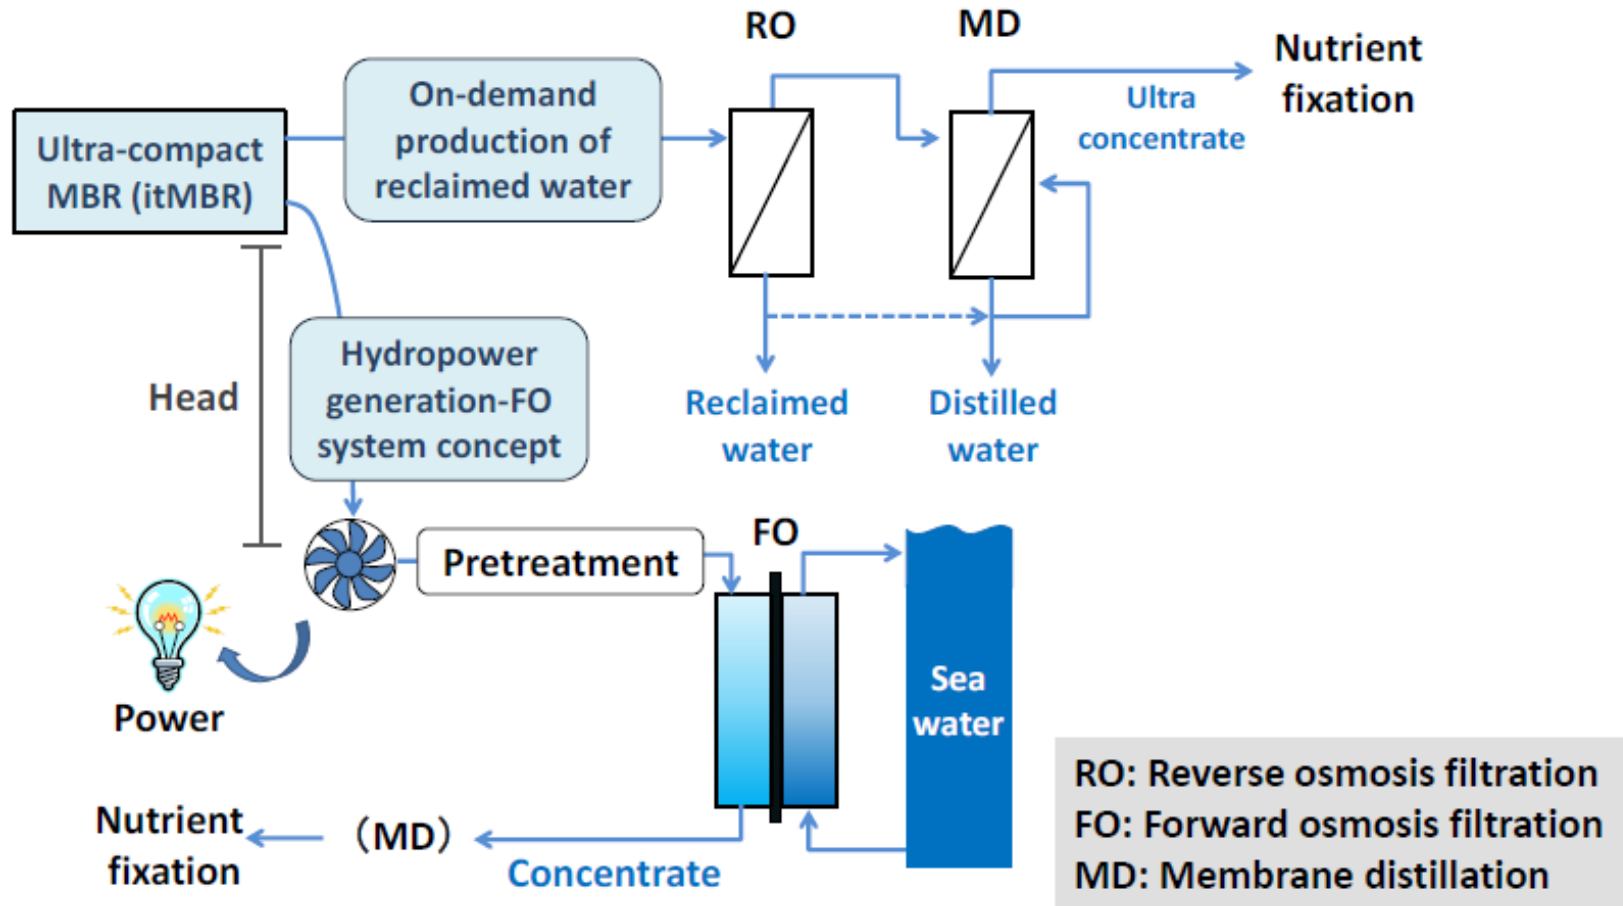 RO
MD
Nutrient
fixation
On-demand
production of
reclaimed water
Ultra
concentrate
Ultra-compact
MBR (itMBR)
Head
Hydropower
generation-FO
system concept
Reclaimed
water
Distilled
water
FO
Pretreatment
Power
Sea
water
Nutrient
fixation
（MD）
Concentrate
RO: Reverse osmosis filtration
FO: Forward osmosis filtration
MD: Membrane distillation